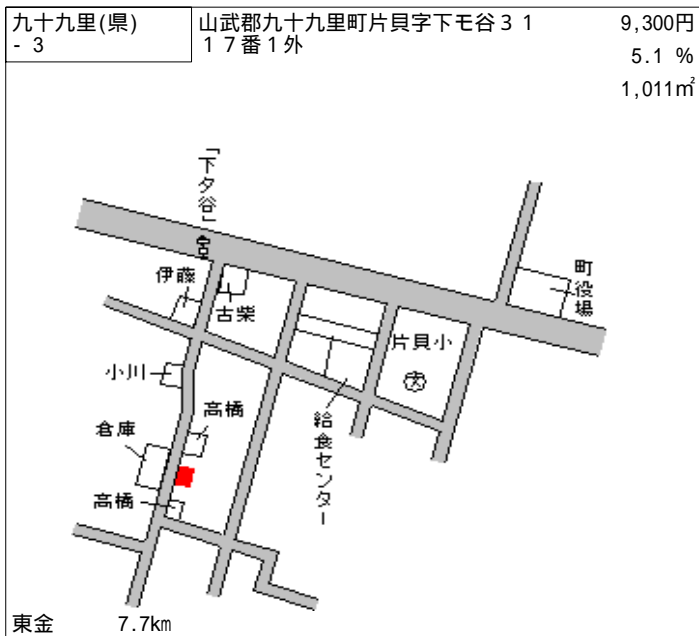 九十九里(県)
- 3
山武郡九十九里町片貝字下モ谷３１
１７番１外
9,300円
5.1 %
1,011㎡
「下タ谷」
伊藤
古柴
町役場
片貝小
小川
高橋
給食センター
倉庫
高橋
東金 7.7km